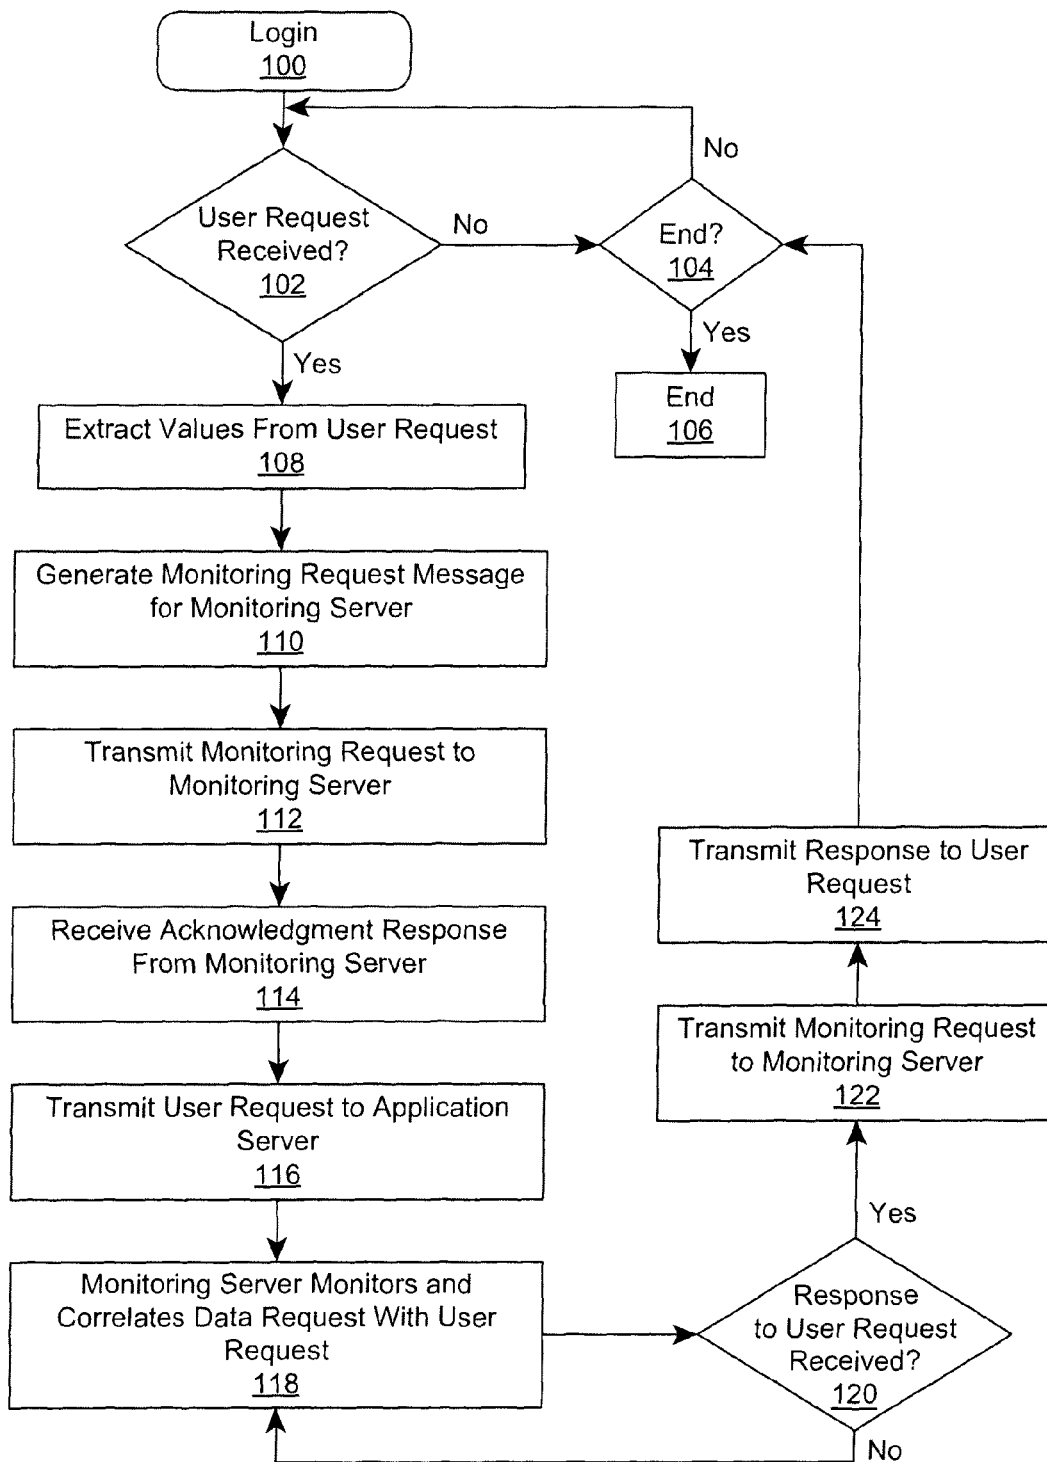 Login
100
No
User Request
Received?
102
No
End?
104
Yes
Yes
End
106
Extract Values From User Request
108
Generate Monitoring Request Message
for Monitoring Server
110
Transmit Monitoring Request to
Monitoring Server
112
Receive Acknowledgment Response
From Monitoring Server
114
Transmit User Request to Application
Server
116
Monitoring Server Monitors and
Correlates Data Request With User
Request
118
Response
to User Request
Received?
120
No
Yes
Transmit Monitoring Request
to Monitoring Server
122
Transmit Response to User
Request
124